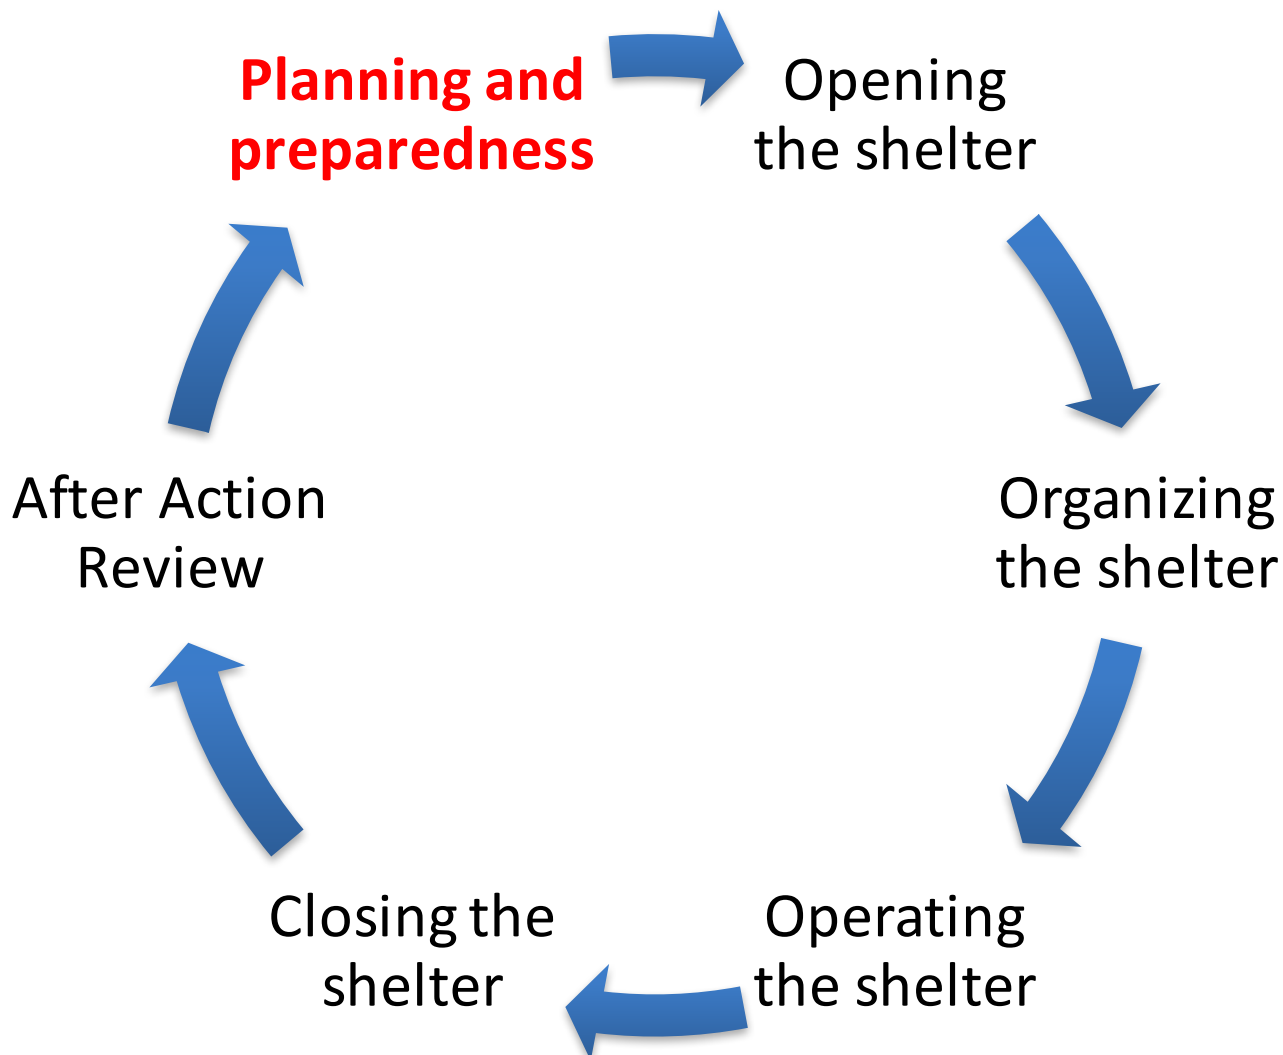 Planning and
preparedness
Opening
the shelter
Organizing
the shelter
Operating
the shelter
Closing the
shelter
After Action
Review